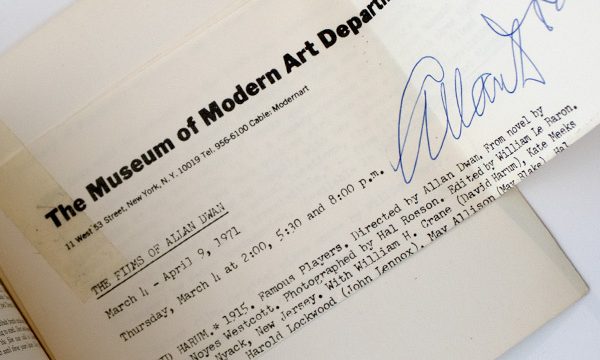 The Museum of Modern Art
11 West 53 Street, New York, N.Y. 10019 Tel. 956-6100 Cable: Modernart
Allan D
THE FILMS OF ALLAN DWAN
March 4 - April 9, 1971
Thursday, March 4 at 2:00, 5:30 and 8:00 p.m.
HARUM.* 1915. Famous Players. Directed by Allan Dwan. From novel by
Noyes Westcott. Photographed by Hal Rosson. Edited by William Le Baron.
Nyack, New Jersey. With William H. Crane (David Harum), Kate Meeks
Harold Lockwood (John Lennox), May Allison (May Blake), Hal